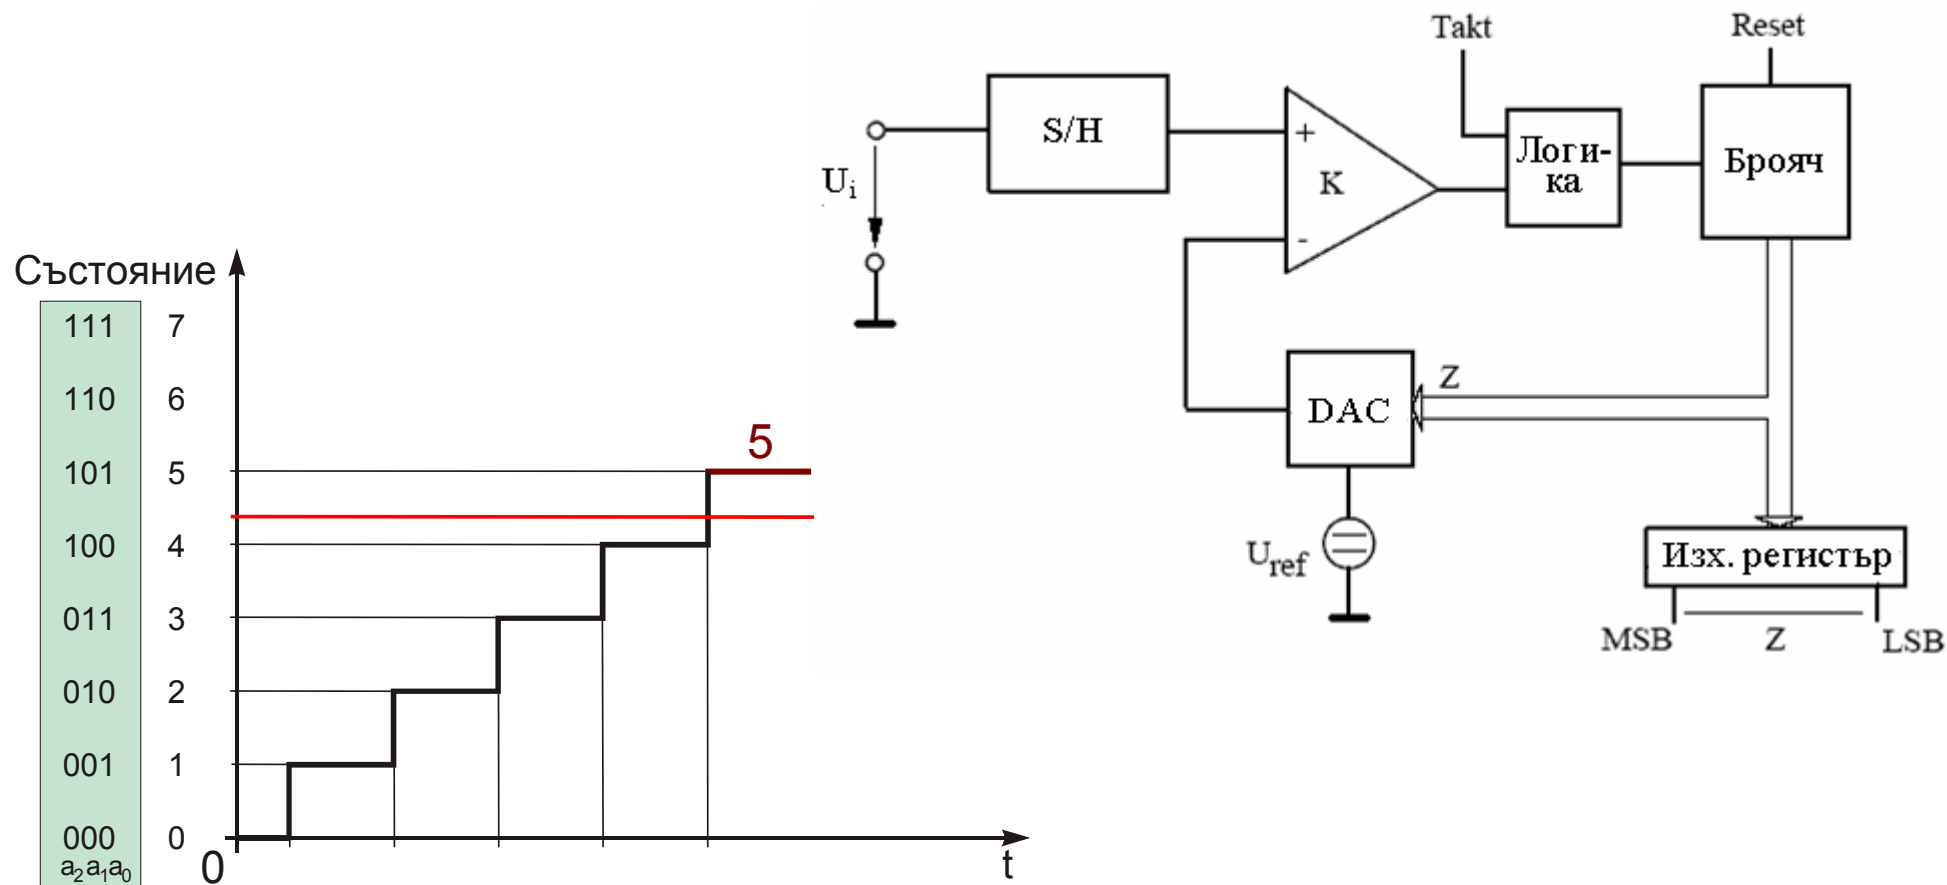 Състояние
111 7
110 6
101 5
100 4
011 3
010 2
001 1
000 0
a2a1a0
0
t
5
Takt
Reset
S/H
Ui
+
K
-
Логи-
ка
Брояч
Z
DAC
Uref
Изх. регистър
MSB
Z
LSB